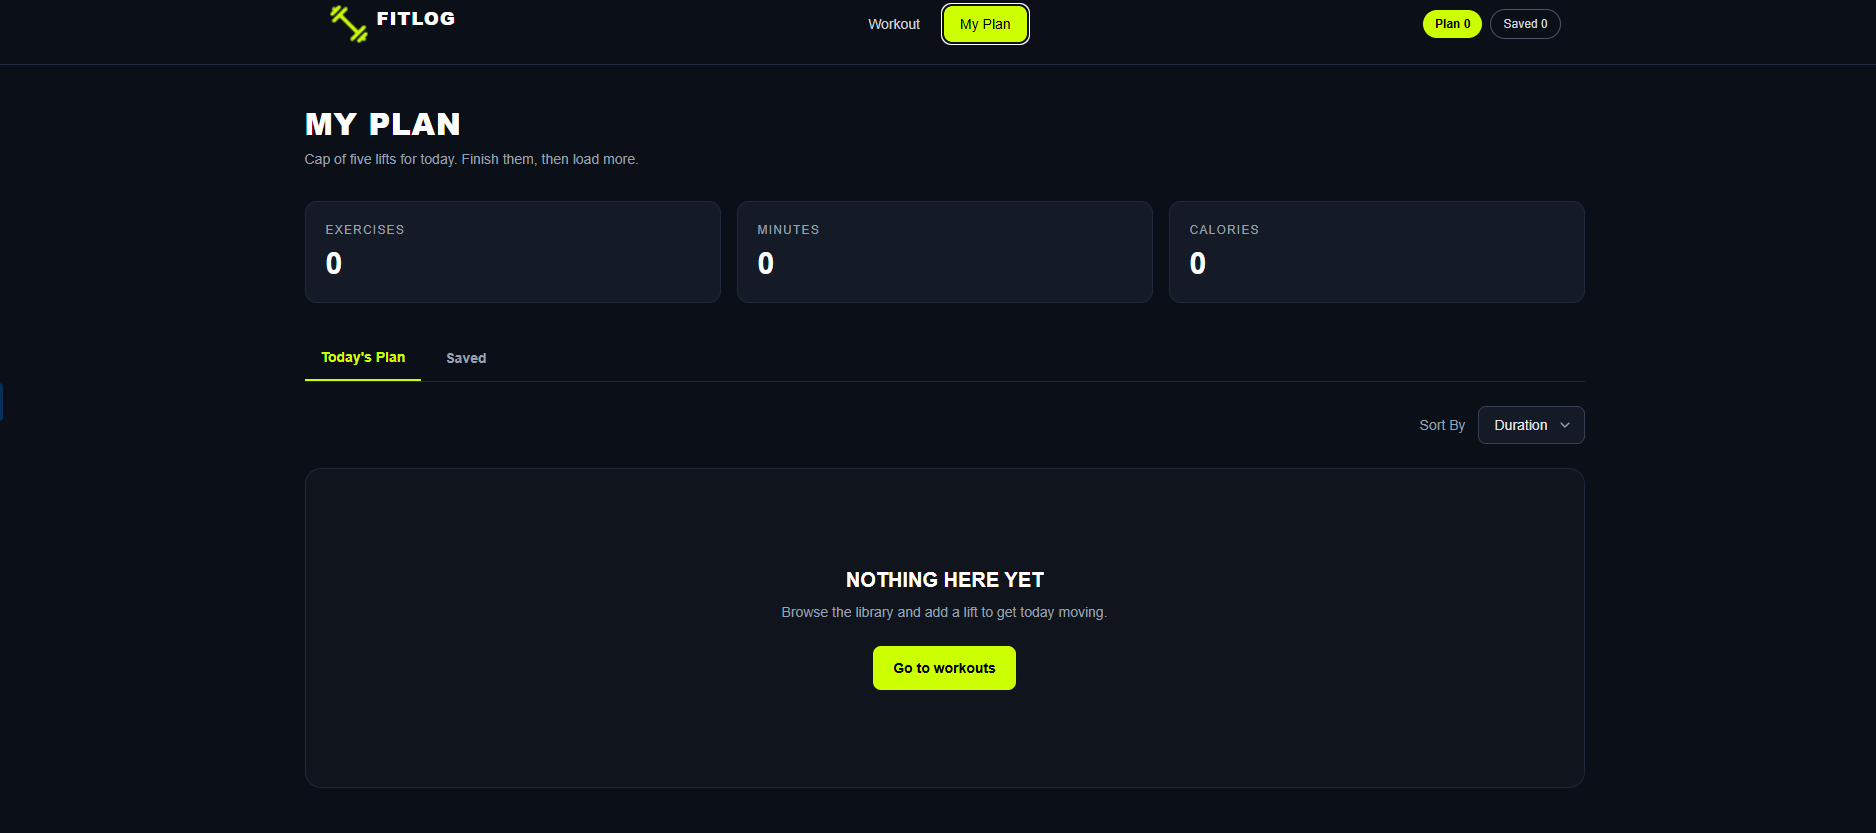 FITLOG
Workout
My Plan
Plan 0
Saved 0
MY PLAN
Cap of five lifts for today. Finish them, then load more.
EXERCISES
0
MINUTES
0
CALORIES
0
Today's Plan
Saved
Sort By
Duration
NOTHING HERE YET
Browse the library and add a lift to get today moving.
Go to workouts